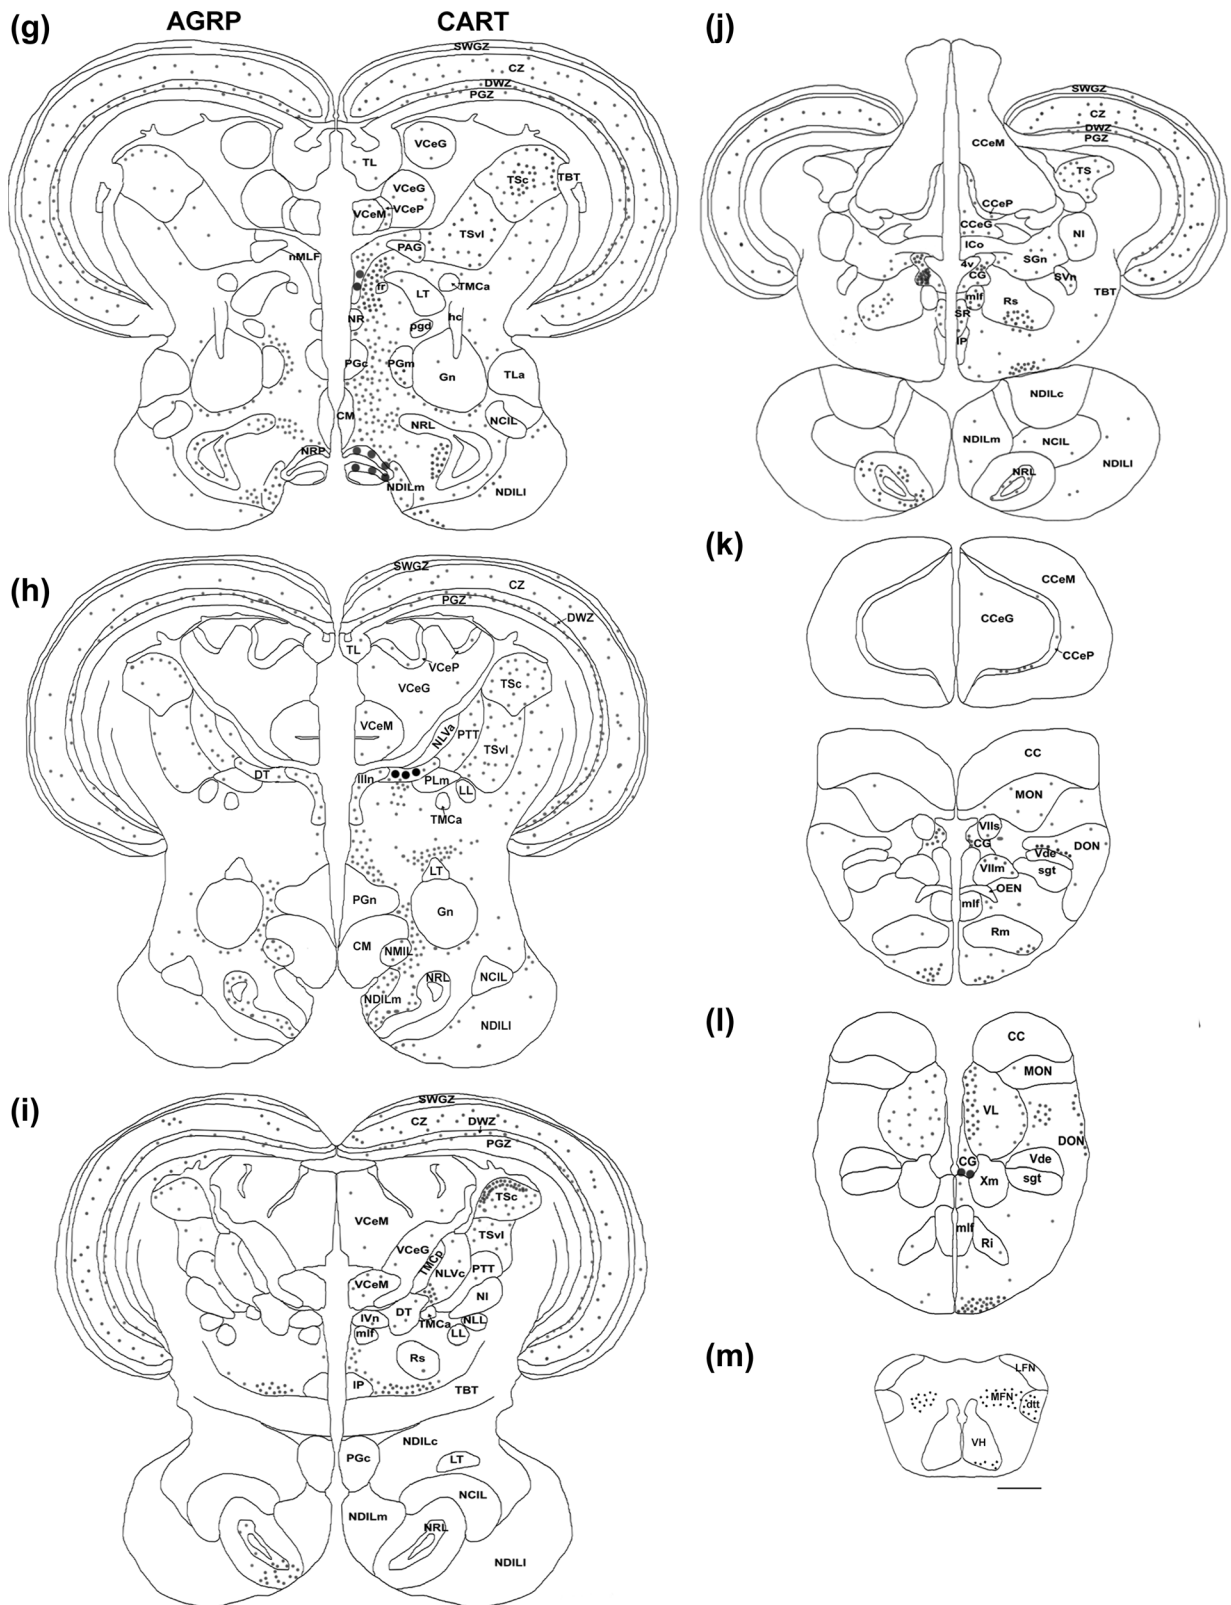 (g)
AGRP
CART
SWGZ
CZ
DWZ
PGZ
VCeG
TL
TSc
TBT
VCeG
VCeP
VCeM
TSvl
PAG
nMLF
fr
TMCa
LT
NR
pgd
hc
PGc
PGm
Gn
TLa
CM
NRL
NCIL
NRP
NDILm
NDILl
(h)
SWGZ
CZ
PGZ
DWZ
TL
VCeP
VCeG
TSc
VCeM
NLVa
PTT
TSvl
DT
IIIn
PLm
LL
TMCa
LT
PGn
Gn
CM
NMIL
NRL
NCIL
NDILm
NDILl
(i)
SWGZ
CZ
DWZ
PGZ
TSc
VCeM
TSvl
VCeG
TMCp
NLVc
PTT
VCeM
NI
DT
IVn
TMCa
NLL
mlf
LL
Rs
IP
TBT
NDILc
PGc
LT
NCIL
NDILm
NRL
NDILl
(j)
SWGZ
CZ
DWZ
PGZ
CCeM
TS
CCeP
CCeG
NI
ICo
4v
SGn
CG
SVn
mlf
Rs
TBT
SR
IP
NDILc
NDILm
NCIL
NRL
NDILl
(k)
CCeM
CCeG
CCeP
CC
MON
VIIs
CG
DON
Vde
VIIm
sgt
OEN
mlf
Rm
(l)
CC
MON
VL
DON
CG
Vde
Xm
sgt
mlf
Ri
(m)
LFN
MFN
dtt
VH